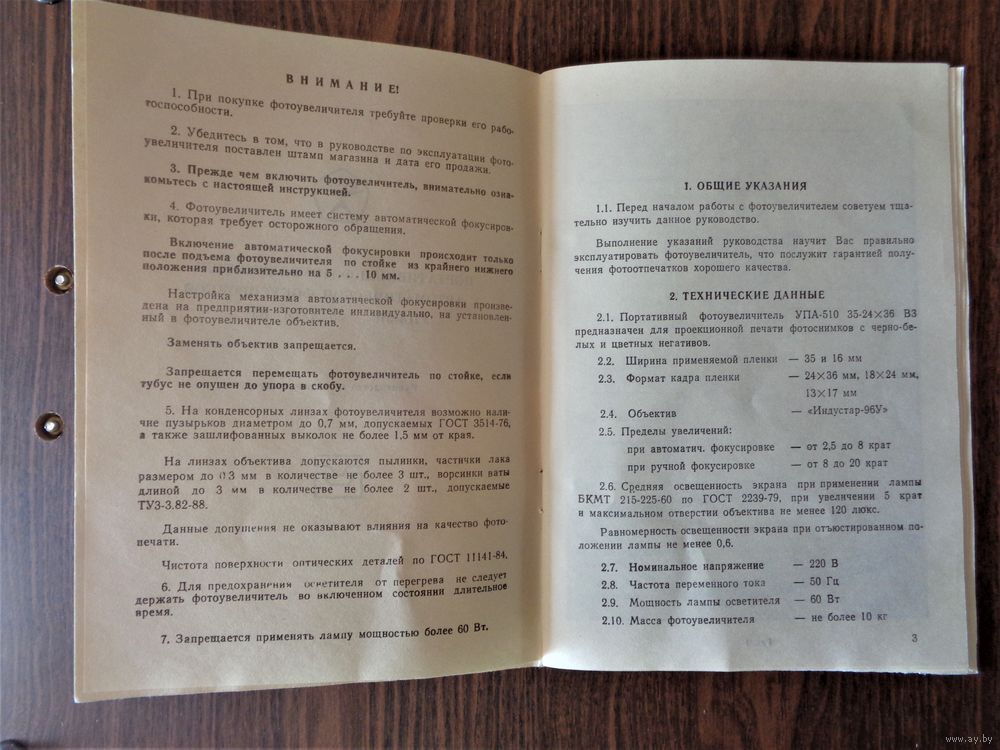 ВНИМАНИЕ!
1. При покупке фотоувеличителя требуйте проверки его рабо-
тоспособности.
2. Убедитесь в том, что в руководстве по эксплуатации фото-
увеличителя поставлен штамп магазина и дата его продажи.
3. Прежде чем включить фотоувеличитель, внимательно озна-
комьтесь с настоящей инструкцией.
4. Фотоувеличитель имеет систему автоматической фокусиров-
ки, которая требует осторожного обращения.
Включение автоматической фокусировки происходит только
после подъема фотоувеличителя по стойке из крайнего нижнего
положения приблизительно на 5 . . . 10 мм.
Настройка механизма автоматической фокусировки произве-
дена на предприятии-изготовителе индивидуально, на установлен-
ный в фотоувеличителе объектив.
Заменять объектив запрещается.
Запрещается перемещать фотоувеличитель по стойке, если
тубус не опущен до упора в скобу.
5. На конденсорных линзах фотоувеличителя возможно нали-
чие пузырьков диаметром до 0,7 мм, допускаемых ГОСТ 3514-76,
а также зашлифованных выколок не более 1,5 мм от края.
На линзах объектива допускаются пылинки, частички лака
размером до 0,3 мм в количестве не более 3 шт., ворсинки ваты
длиной до 3 мм в количестве не более 2 шт., допускаемые
ТУ3-3.82-88.
Данные допущения не оказывают влияния на качество фото-
печати.
Чистота поверхности оптических деталей по ГОСТ 11141-84.
6. Для предохранения осветителя от перегрева не следует
держать фотоувеличитель во включенном состоянии длительное
время.
7. Запрещается применять лампу мощностью более 60 Вт.
1. ОБЩИЕ УКАЗАНИЯ
1.1. Перед началом работы с фотоувеличителем советуем тща-
тельно изучить данное руководство.
Выполнение указаний руководства научит Вас правильно
эксплуатировать фотоувеличитель, что послужит гарантией полу-
чения фотоотпечатков хорошего качества.
2. ТЕХНИЧЕСКИЕ ДАННЫЕ
2.1. Портативный фотоувеличитель УПА-510 35-24×36 В3
предназначен для проекционной печати фотоснимков с черно-бе-
лых и цветных негативов.
2.2. Ширина применяемой пленки — 35 и 16 мм
2.3. Формат кадра пленки — 24×36 мм, 18×24 мм,
13×17 мм
2.4. Объектив — «Индустар-96У»
2.5. Пределы увеличений:
при автоматич. фокусировке — от 2,5 до 8 крат
при ручной фокусировке — от 8 до 20 крат
2.6. Средняя освещенность экрана при применении лампы
БКМТ 215-225-60 по ГОСТ 2239-79, при увеличении 5 крат
и максимальном отверстии объектива не менее 120 люкс.
Равномерность освещенности экрана при отъюстированном по-
ложении лампы не менее 0,6.
2.7. Номинальное напряжение — 220 В
2.8. Частота переменного тока — 50 Гц
2.9. Мощность лампы осветителя — 60 Вт
2.10. Масса фотоувеличителя — не более 10 кг
3
www.ay.by